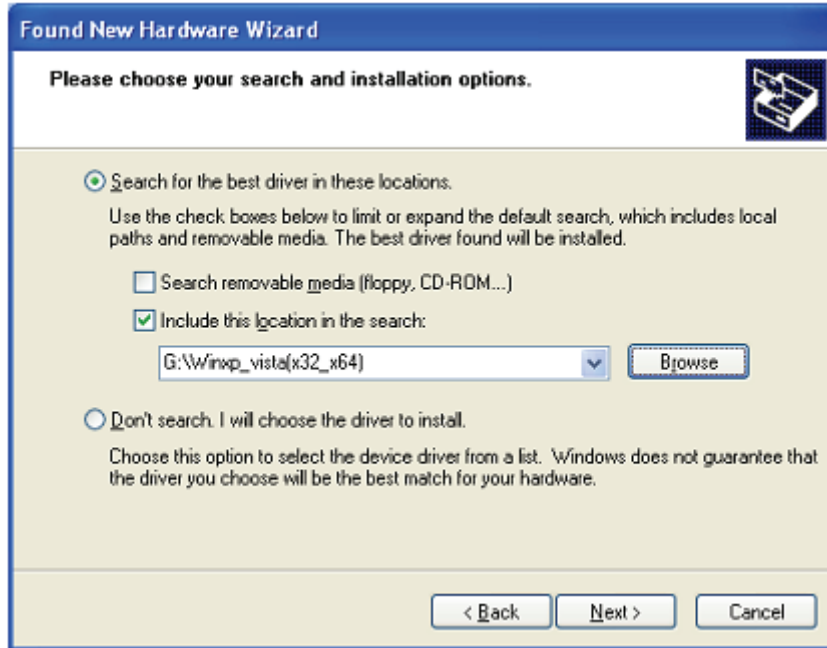 Found New Hardware Wizard
Please choose your search and installation options.
Search for the best driver in these locations.
Use the check boxes below to limit or expand the default search, which includes local
paths and removable media. The best driver found will be installed.
Search removable media (floppy, CD-ROM...)
Include this location in the search:
G:\Winxp_vista(x32_x64)
Browse
Don't search. I will choose the driver to install.
Choose this option to select the device driver from a list. Windows does not guarantee that
the driver you choose will be the best match for your hardware.
< Back
Next >
Cancel